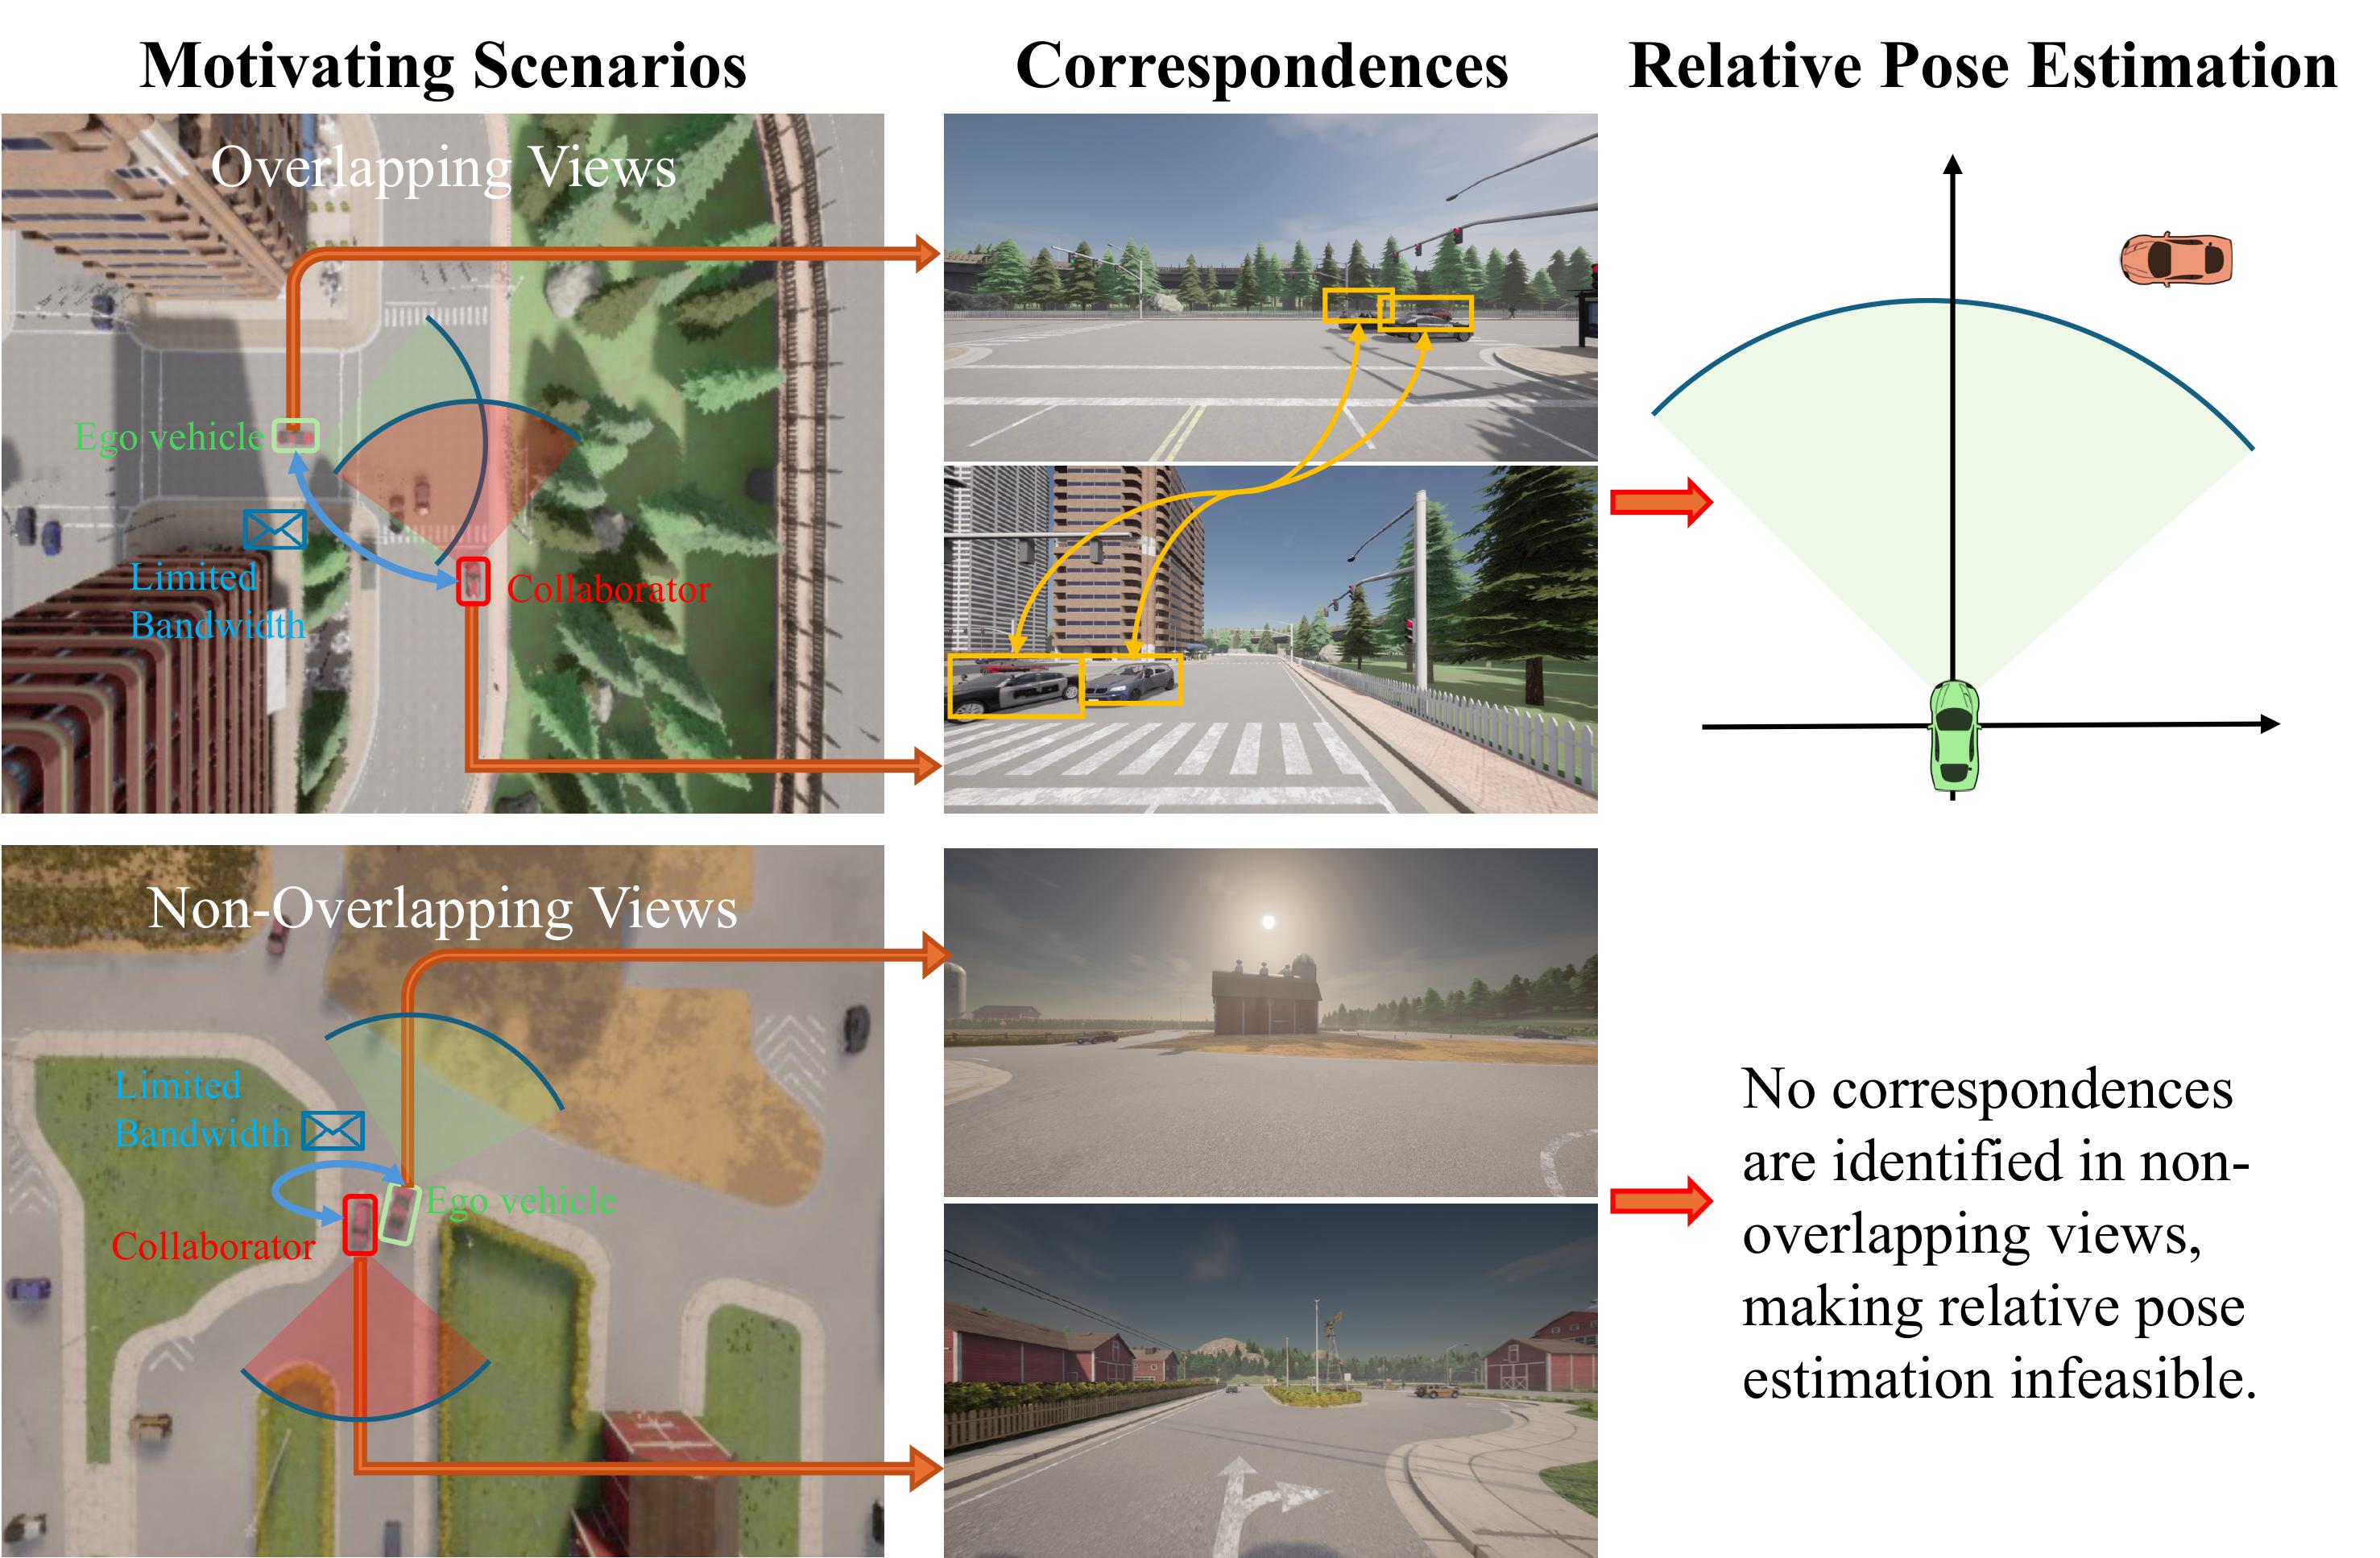 Motivating Scenarios
Correspondences
Relative Pose Estimation
Overlapping Views
Ego vehicle
Limited
Bandwidth
Collaborator
Non-Overlapping Views
Limited
Bandwidth
Ego vehicle
Collaborator
No correspondences
are identified in non-
overlapping views,
making relative pose
estimation infeasible.